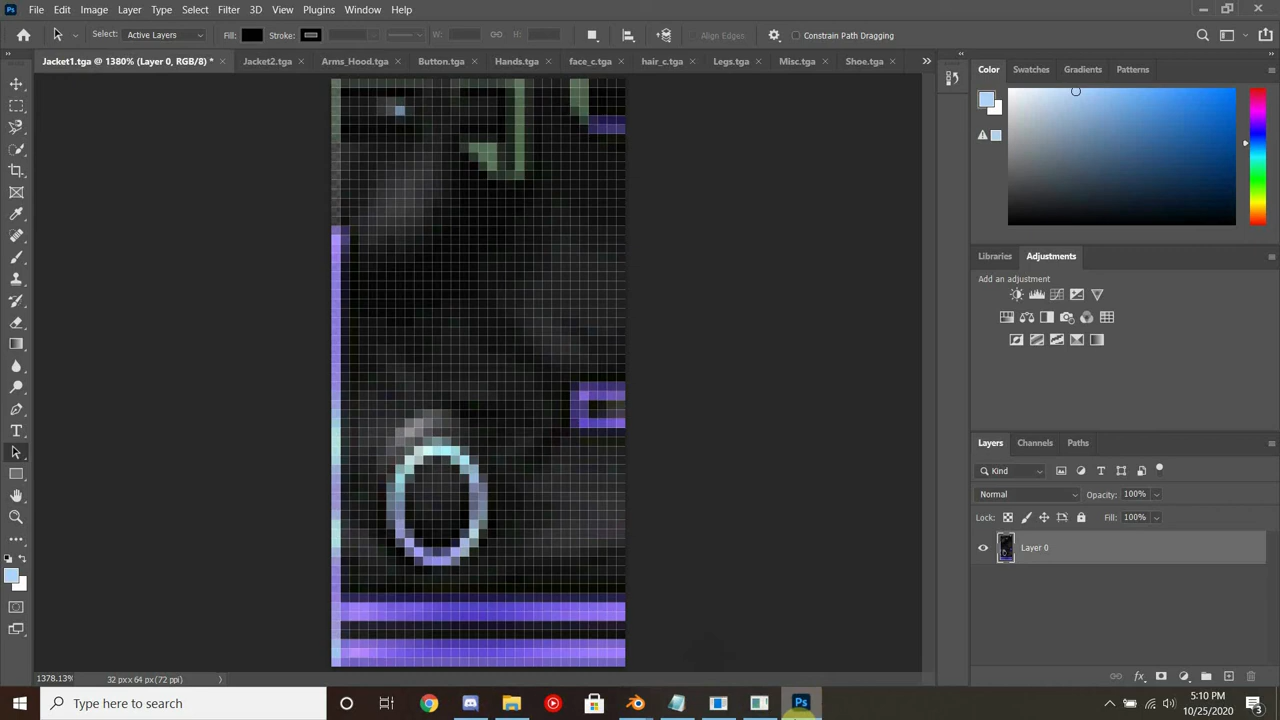 Ps File Edit Image Layer Type Select Filter 3D View Plugins Window Help
Select: Active Layers Fill: Stroke: W: H: Align Edges Constrain Path Dragging
Jacket1.tga @ 1380% (Layer 0, RGB/8) * × Jacket2.tga × Arms_Hood.tga × Button.tga × Hands.tga × face_c.tga × hair_c.tga × Legs.tga × Misc.tga × Shoe.tga ×
Color Swatches Gradients Patterns
Libraries Adjustments
Add an adjustment
Layers Channels Paths
Kind
Normal Opacity: 100%
Lock: Fill: 100%
Layer 0
1378.13% 32 px x 64 px (72 ppi)
Type here to search
Ps
5:10 PM
10/25/2020
3